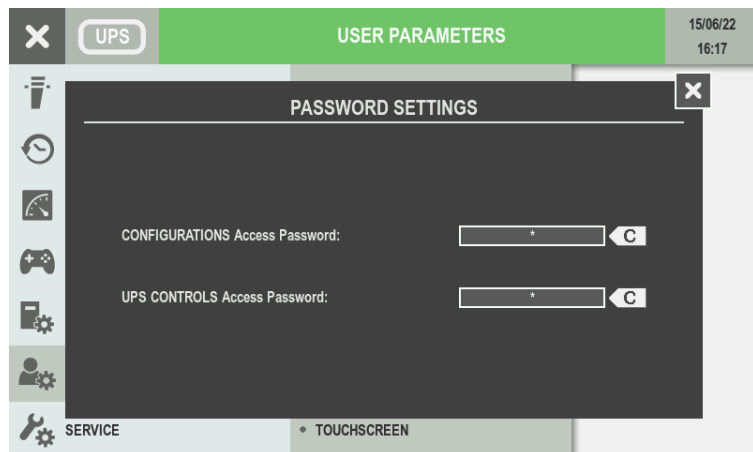 UPS
USER PARAMETERS
15/06/22
16:17
PASSWORD SETTINGS
CONFIGURATIONS Access Password:
*
C
UPS CONTROLS Access Password:
*
C
SERVICE
• TOUCHSCREEN